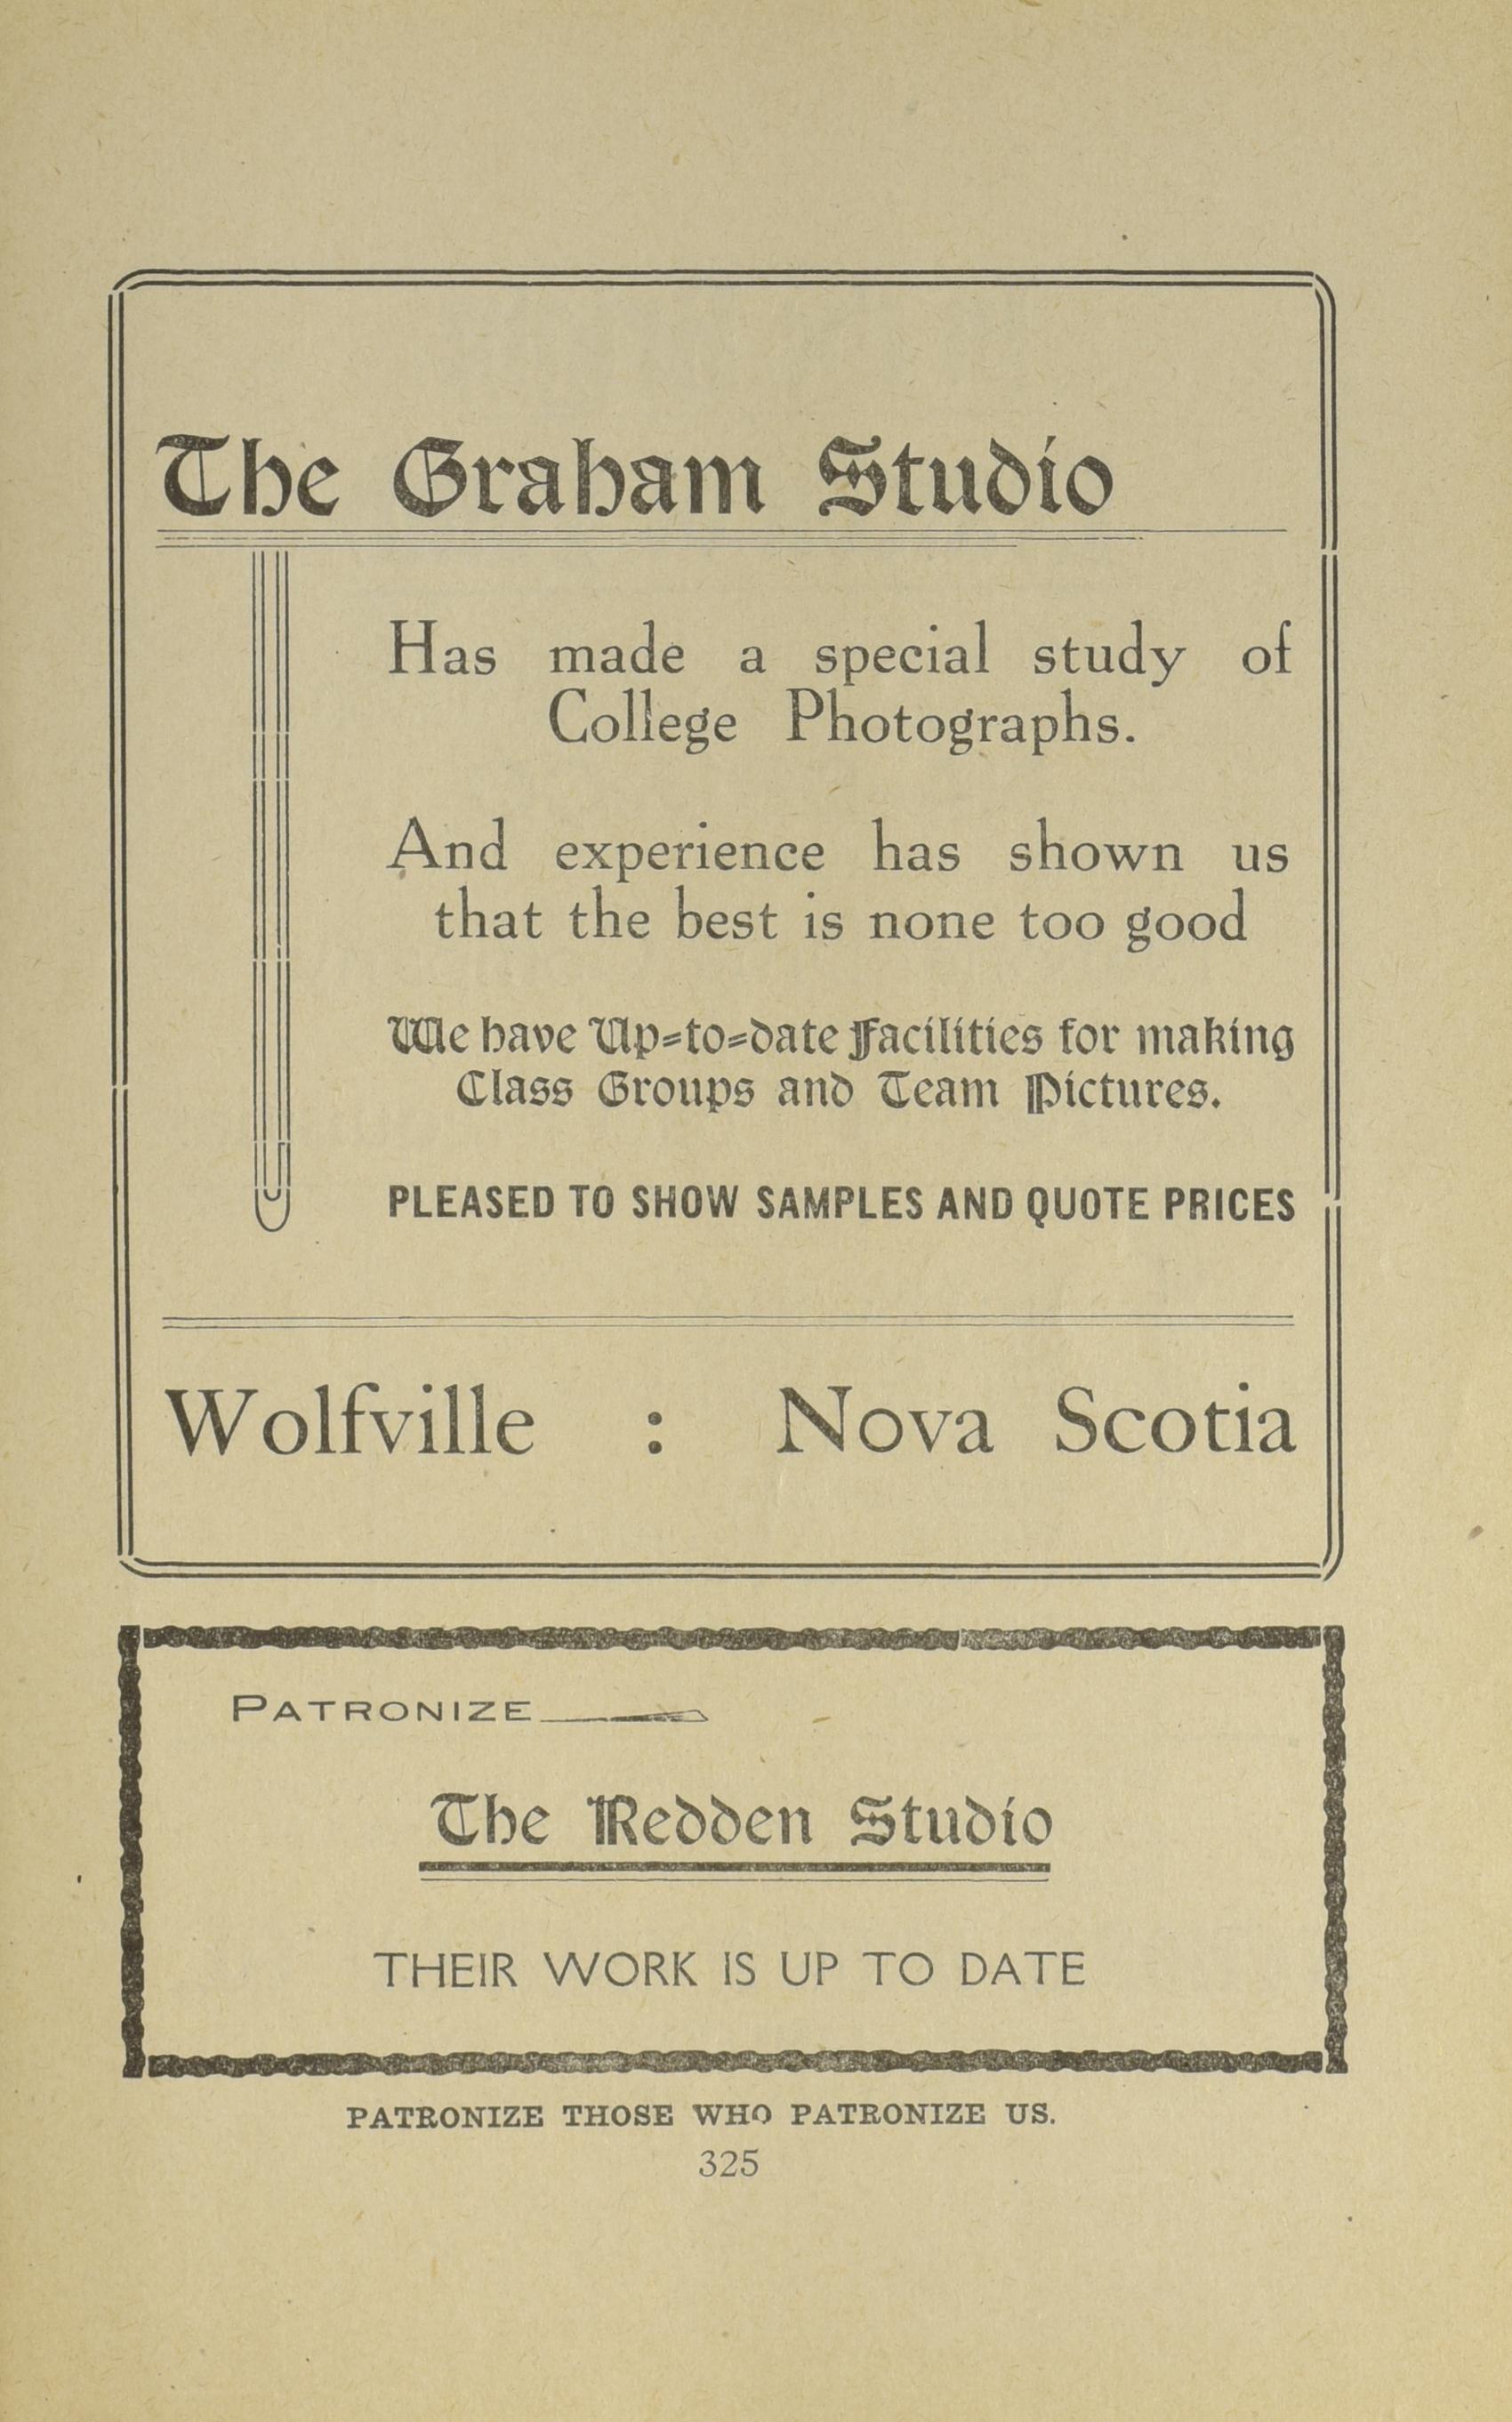 The Graham Studio
Has made a special study of
College Photographs.
And experience has shown us
that the best is none too good
We have Up-to-date Facilities for making
Class Groups and Team Pictures.
PLEASED TO SHOW SAMPLES AND QUOTE PRICES
Wolfville : Nova Scotia
PATRONIZE
The Redden Studio
THEIR WORK IS UP TO DATE
PATRONIZE THOSE WHO PATRONIZE US.
325